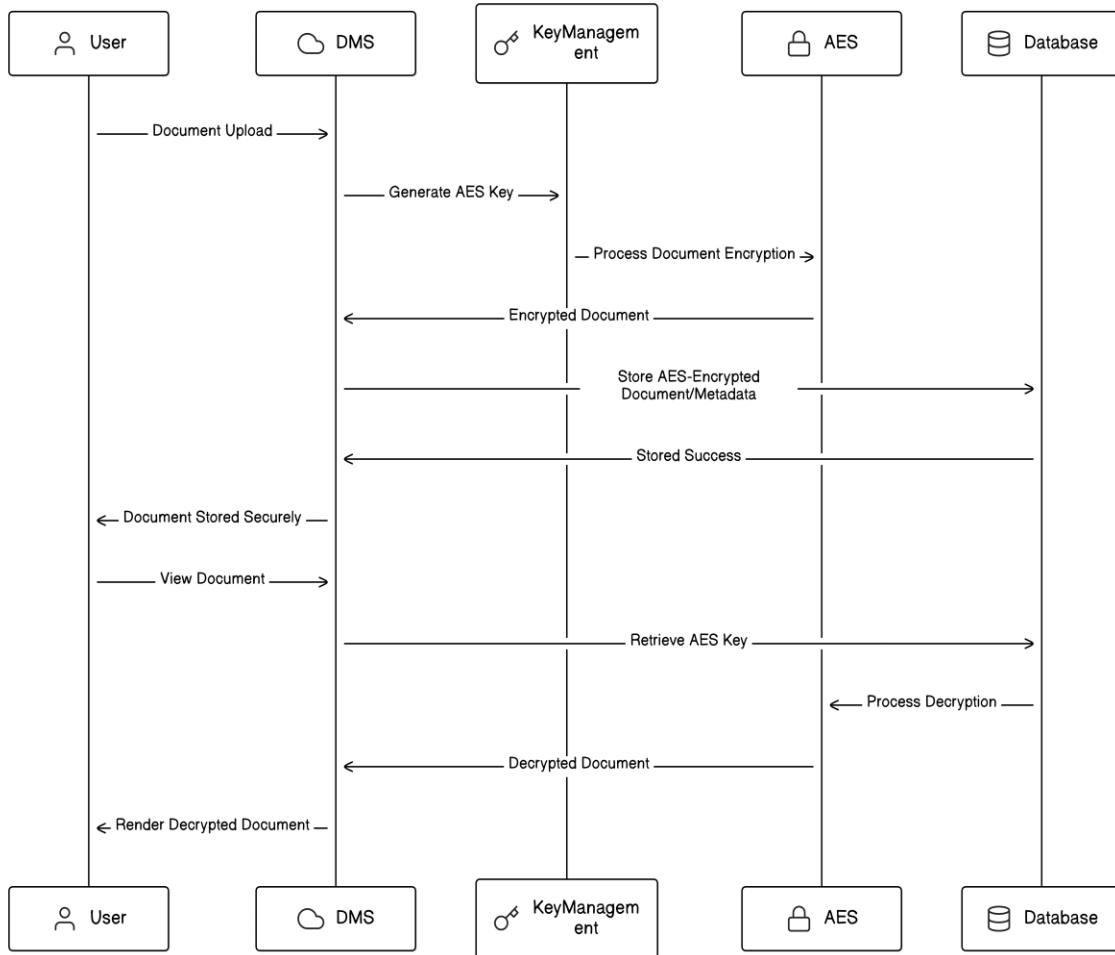 User
DMS
KeyManagem
ent
AES
Database
Document Upload
Generate AES Key
Process Document Encryption
Encrypted Document
Store AES-Encrypted
Document/Metadata
Stored Success
Document Stored Securely
View Document
Retrieve AES Key
Process Decryption
Decrypted Document
Render Decrypted Document
User
DMS
KeyManagem
ent
AES
Database